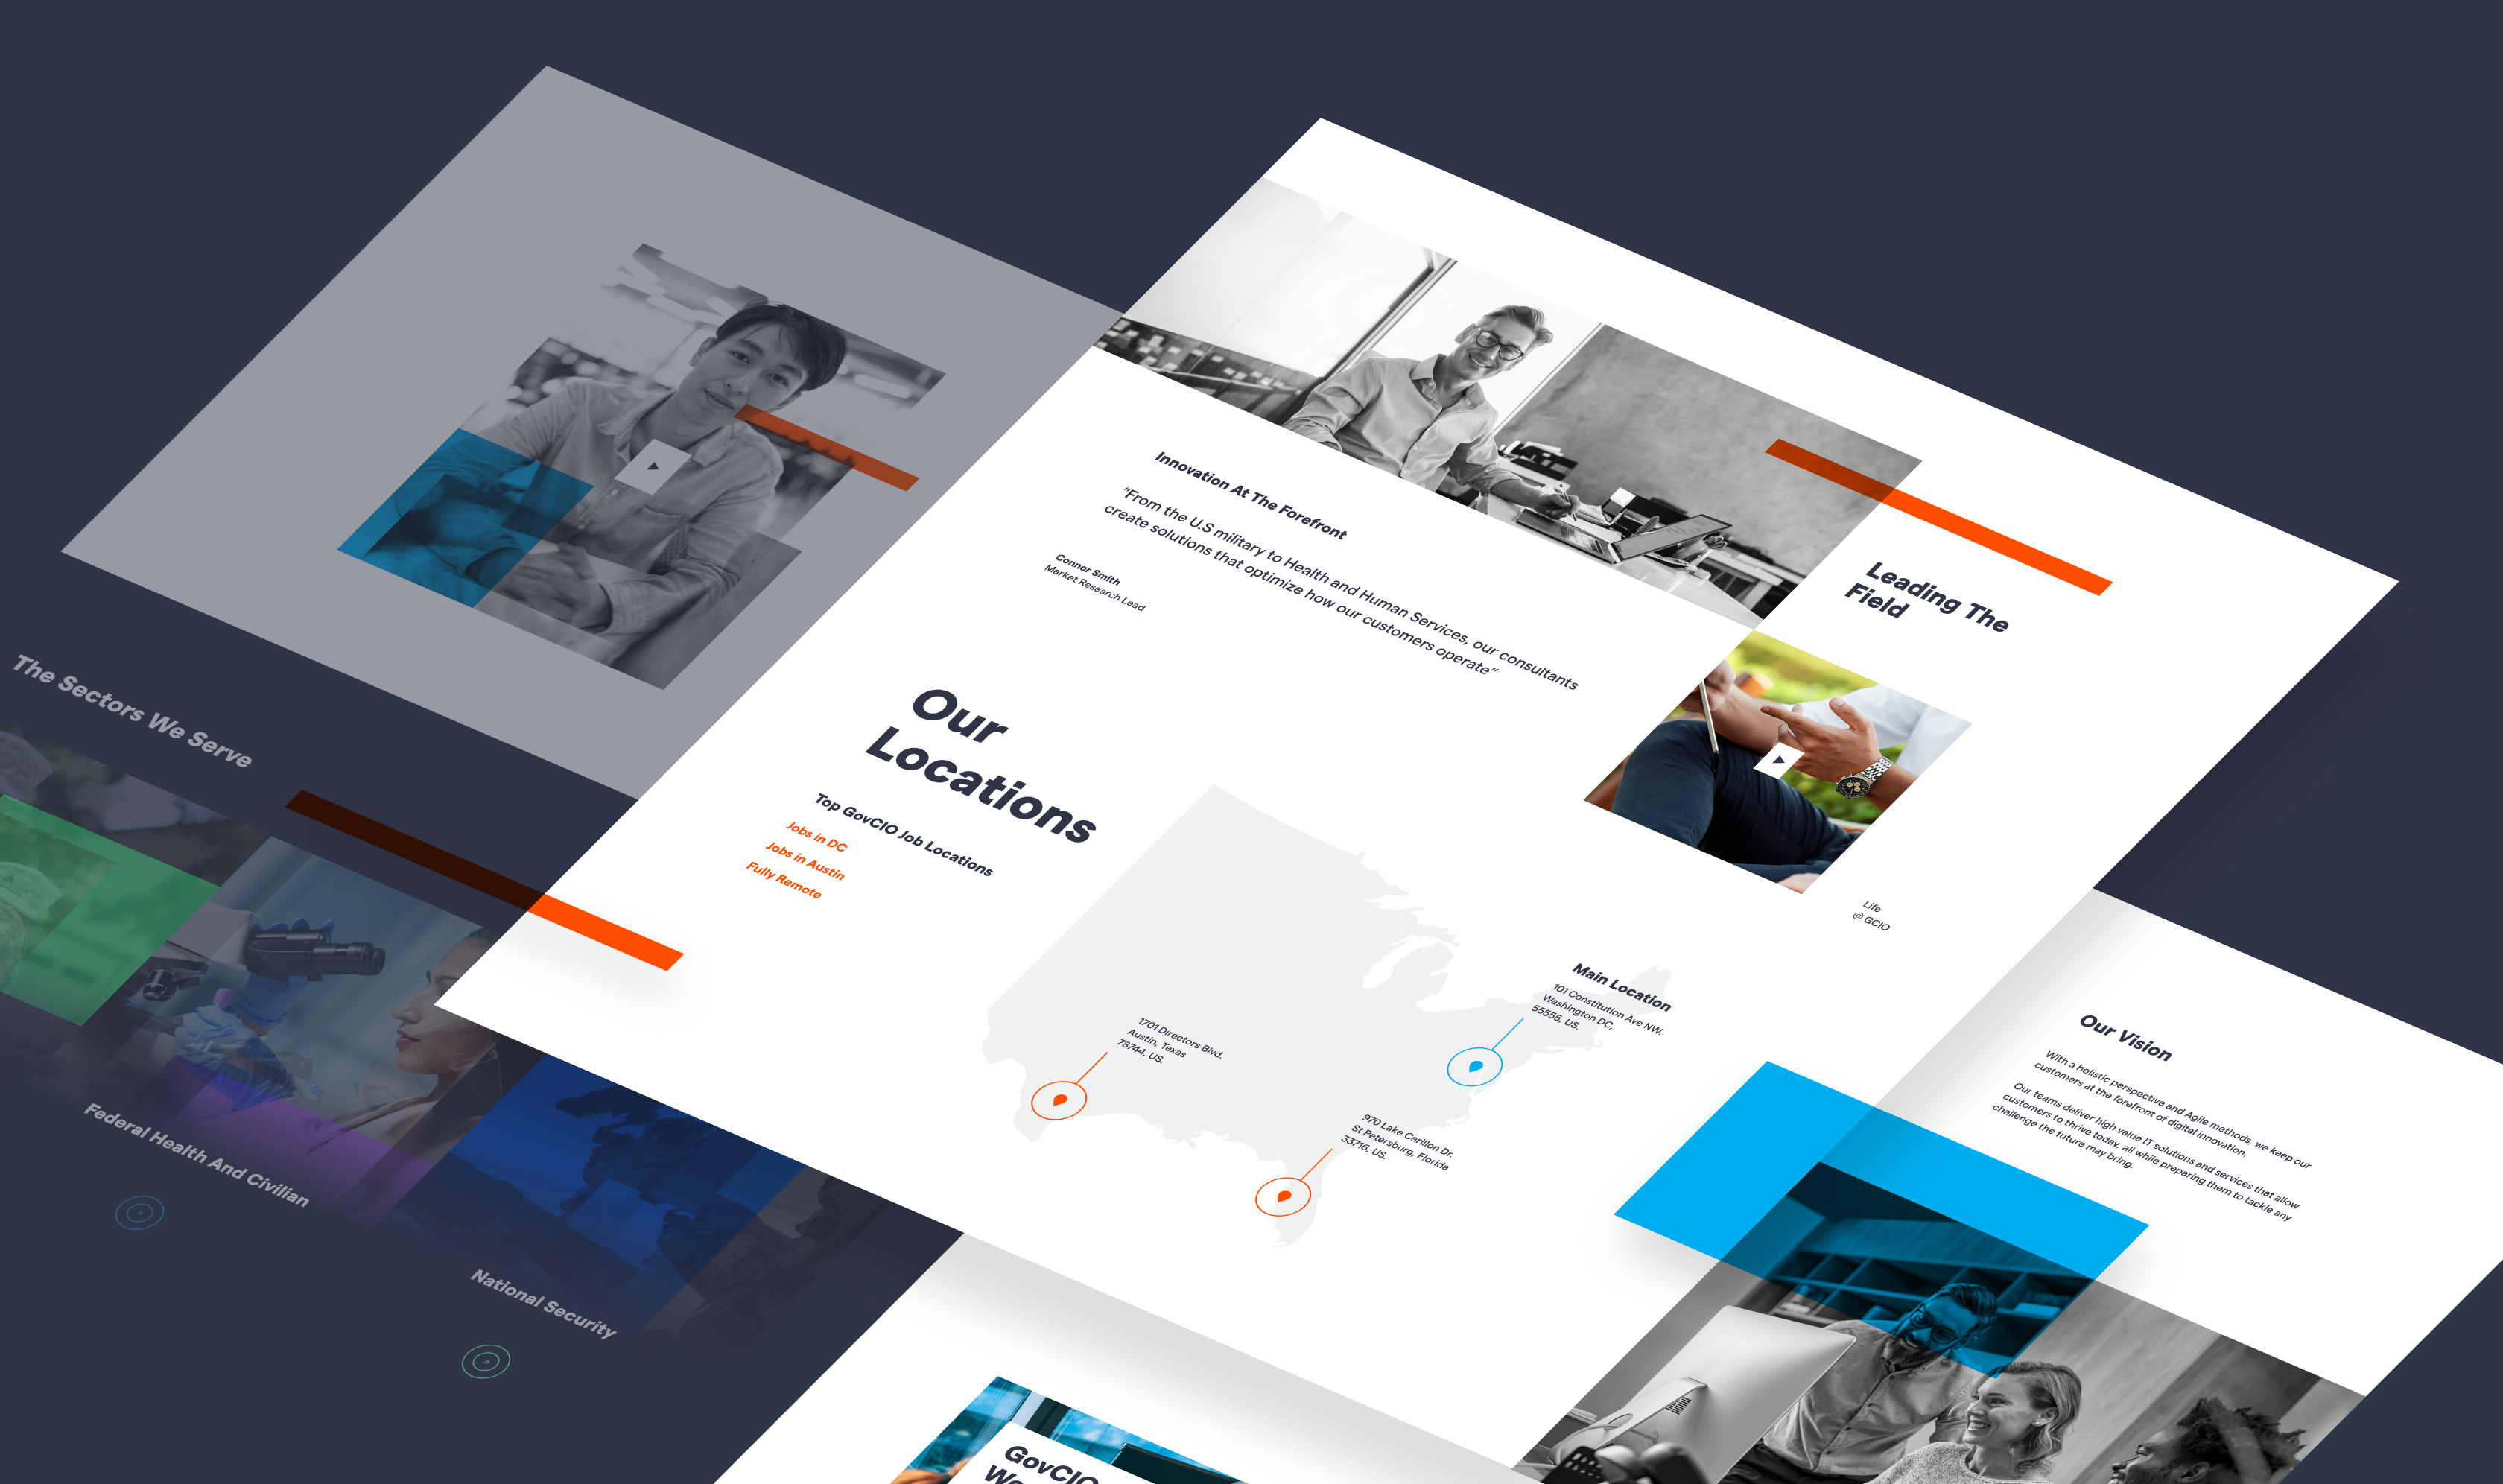 Innovation At The Forefront
“From the U.S military to Health and Human Services, our consultants
create solutions that optimize how our customers operate”
Connor Smith
Market Research Lead
Leading The
Field
Life
@ GCIO
Our
Locations
Top GovCIO Job Locations
Jobs in DC
Jobs in Austin
Fully Remote
Main Location
101 Constitution Ave NW.
Washington DC,
55555, US.
1701 Directors Blvd.
Austin, Texas
78744, US.
970 Lake Carillon Dr.
St Petersburg, Florida
33716, US.
The Sectors We Serve
Federal Health And Civilian
National Security
Our Vision
With a holistic perspective and Agile methods, we keep our
customers at the forefront of digital innovation.
Our teams deliver high value IT solutions and services that allow
customers to thrive today, all while preparing them to tackle any
challenge the future may bring.
GovCIO